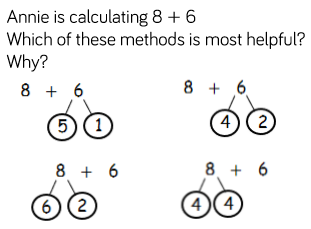 Annie is calculating 8 + 6
Which of these methods is most helpful?
Why?
8 + 6
5 1
8 + 6
4 2
8 + 6
6 2
8 + 6
4 4